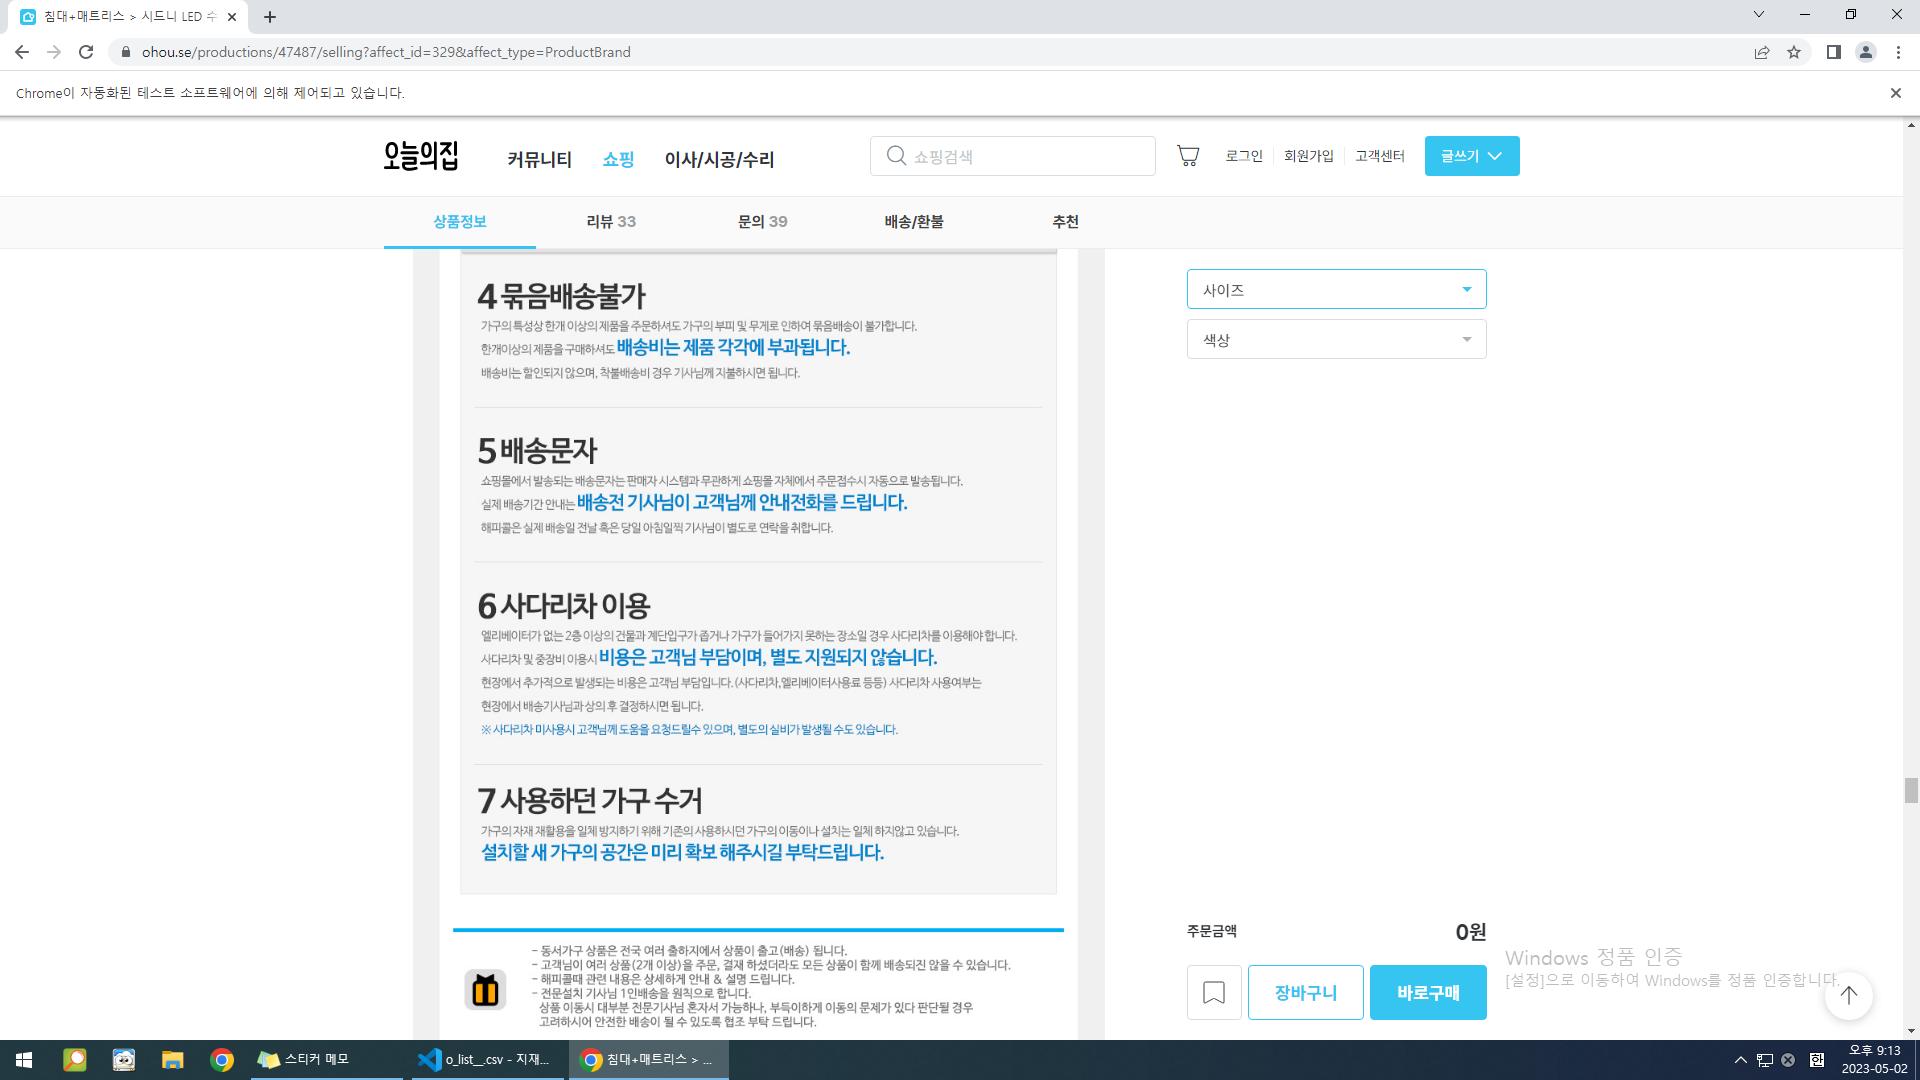 침대+매트리스 > 시드니 LED 수
ohou.se/productions/47487/selling?affect_id=329&affect_type=ProductBrand
Chrome이 자동화된 테스트 소프트웨어에 의해 제어되고 있습니다.
오늘의집 커뮤니티 쇼핑 이사/시공/수리 쇼핑검색 로그인 회원가입 고객센터 글쓰기
상품정보 리뷰 33 문의 39 배송/환불 추천
4 묶음배송불가
가구의 특성상 한개 이상의 제품을 주문하셔도 가구의 부피 및 무게로 인하여 묶음배송이 불가합니다.
한개이상의 제품을 구매하셔도 배송비는 제품 각각에 부과됩니다.
배송비는 할인되지 않으며, 착불배송비 경우 기사님께 지불하시면 됩니다.
5 배송문자
쇼핑몰에서 발송되는 배송문자는 판매자 시스템과 무관하게 쇼핑몰 자체에서 주문접수시 자동으로 발송됩니다.
실제 배송기간 안내는 배송전 기사님이 고객님께 안내전화를 드립니다.
해피콜은 실제 배송일 전날 혹은 당일 아침일찍 기사님이 별도로 연락을 취합니다.
6 사다리차 이용
엘리베이터가 없는 2층 이상의 건물과 계단입구가 좁거나 가구가 들어가지 못하는 장소일 경우 사다리차를 이용해야 합니다.
사다리차 및 중장비 이용시 비용은 고객님 부담이며, 별도 지원되지 않습니다.
현장에서 추가적으로 발생되는 비용은 고객님 부담입니다. (사다리차,엘리베이터사용료 등등) 사다리차 사용여부는
현장에서 배송기사님과 상의 후 결정하시면 됩니다.
※ 사다리차 미사용시 고객님께 도움을 요청드릴수 있으며, 별도의 실비가 발생될 수도 있습니다.
7 사용하던 가구 수거
가구의 자재 재활용을 일체 방지하기 위해 기존의 사용하시던 가구의 이동이나 설치는 일체 하지않고 있습니다.
설치할 새 가구의 공간은 미리 확보 해주시길 부탁드립니다.
- 동서가구 상품은 전국 여러 출하지에서 상품이 출고(배송) 됩니다.
- 고객님이 여러 상품(2개 이상)을 주문, 결재 하셨더라도 모든 상품이 함께 배송되진 않을 수 있습니다.
- 해피콜때 관련 내용은 상세하게 안내 & 설명 드립니다.
- 전문설치 기사님 1인배송을 원칙으로 합니다.
상품 이동시 대부분 전문기사님 혼자서 가능하나, 부득이하게 이동의 문제가 있다 판단될 경우
고려하시어 안전한 배송이 될 수 있도록 협조 부탁 드립니다.
사이즈
색상
주문금액 0원
장바구니 바로구매
Windows 정품 인증
[설정]으로 이동하여 Windows를 정품 인증합니다.
스티커 메모 o_list__.csv - 지재... 침대+매트리스 > ... 한 오후 9:13
2023-05-02